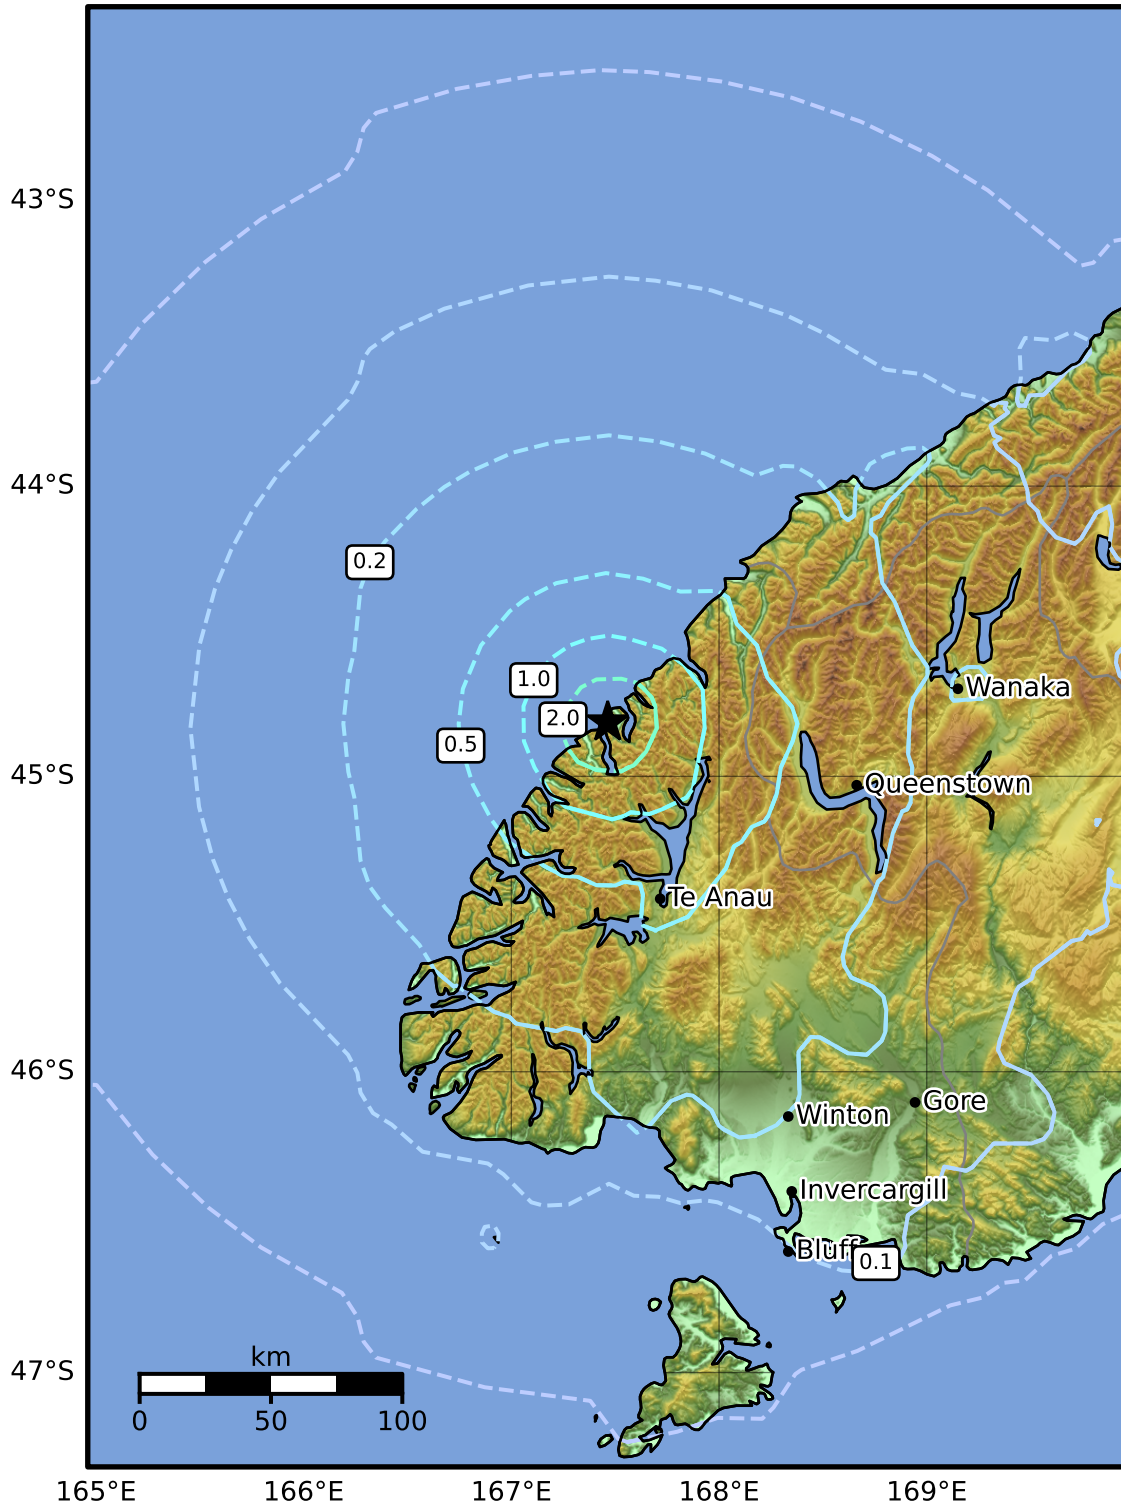 43°S
44°S
0.2
1.0
Wanaka
2.0
0.5
45°S
Queenstown
Te Anau
46°S
Gore
Winton
Invercargill
Bluff
0.1
km
47°S
0 50 100
165°E 166°E 167°E 168°E 169°E